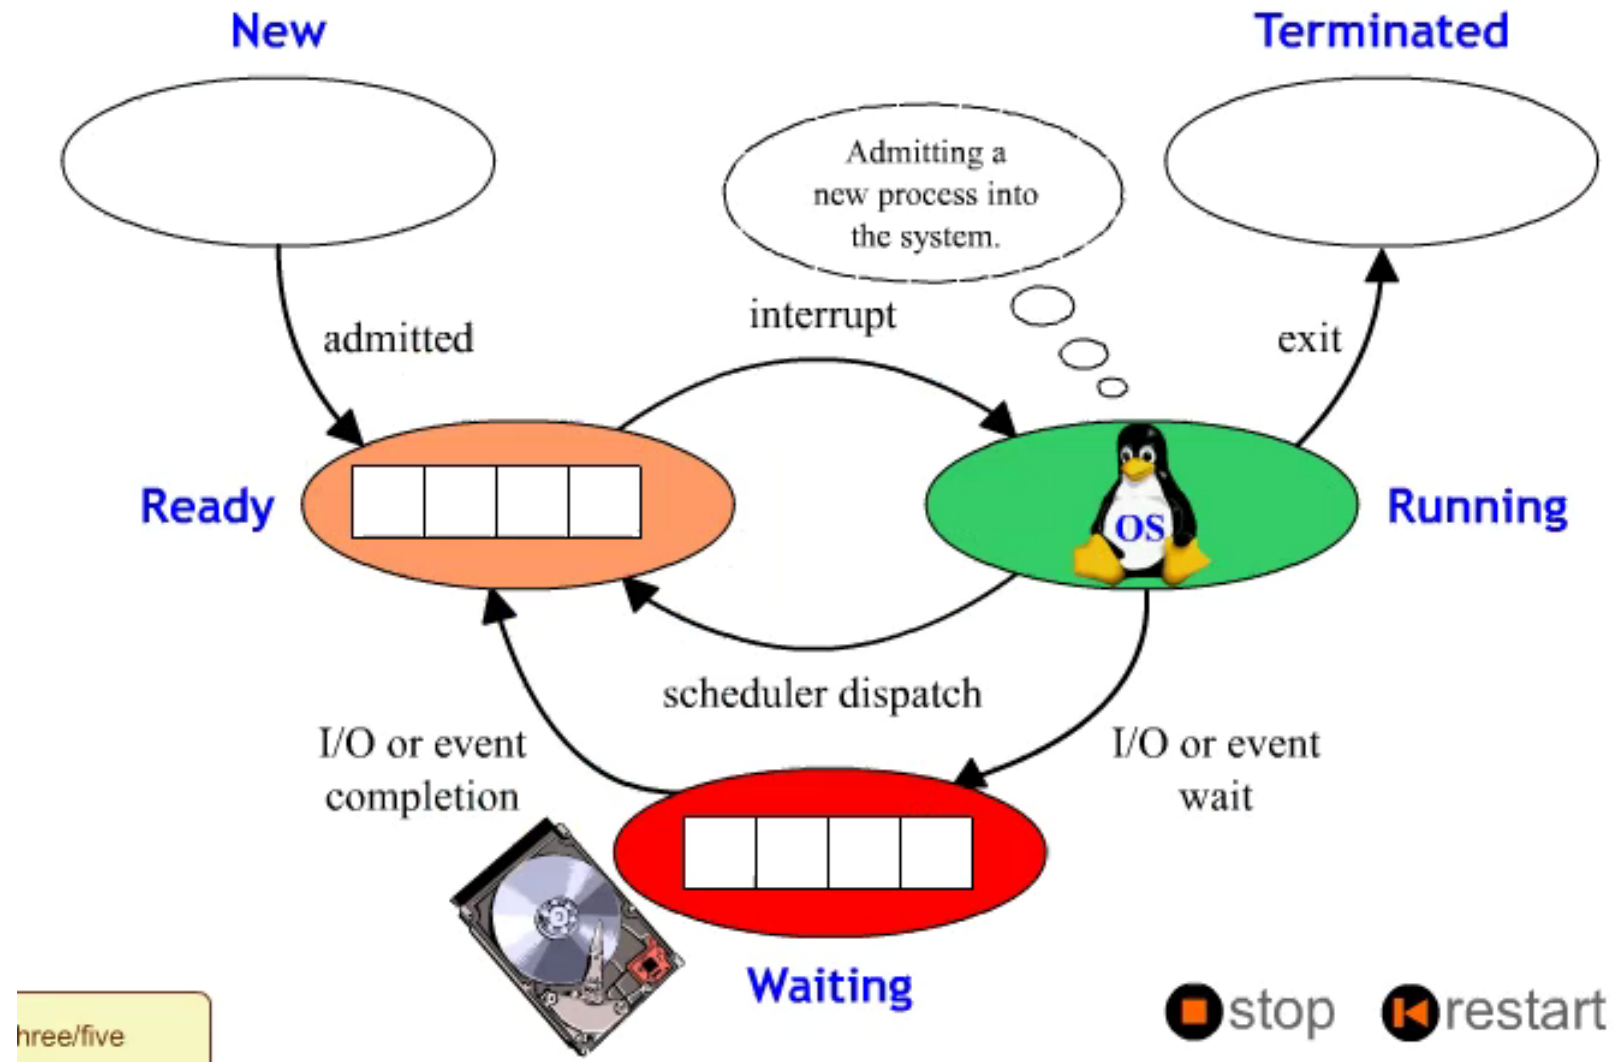 New
Terminated
Admitting a
new process into
the system.
interrupt
admitted
exit
Ready
OS
Running
scheduler dispatch
I/O or event
completion
I/O or event
wait
Waiting
stop
restart
hree/five